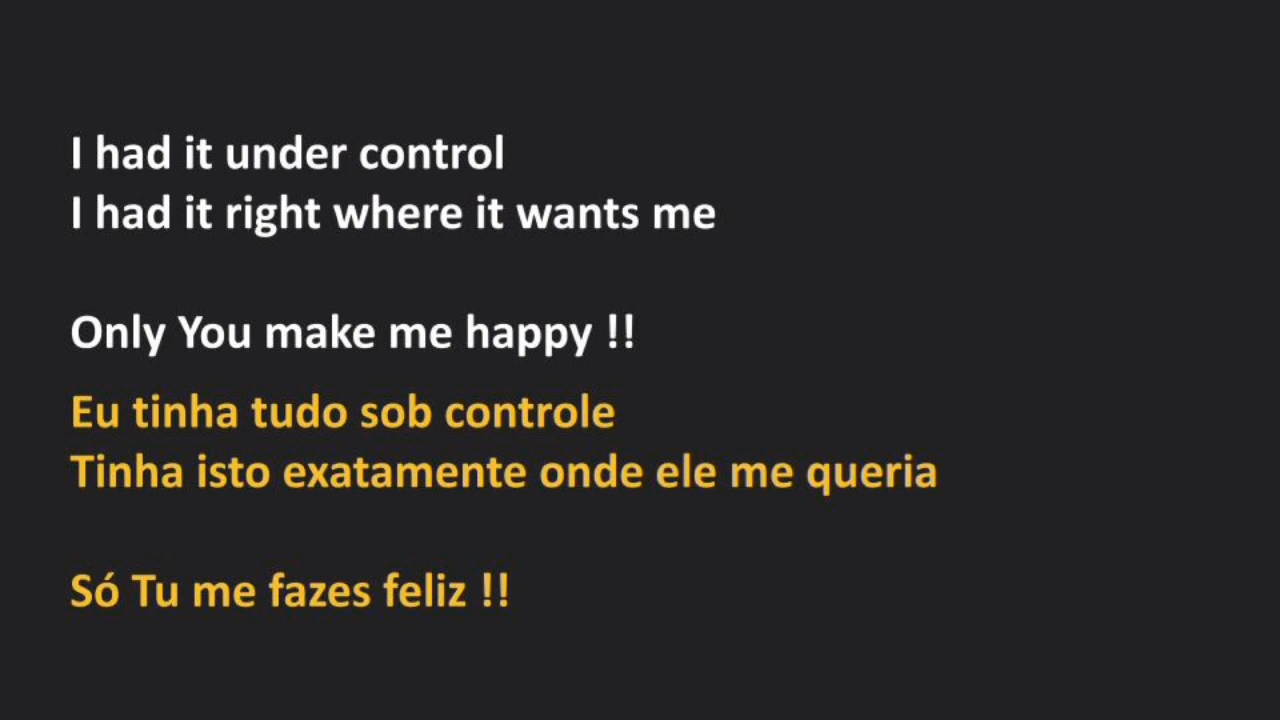 I had it under control
I had it right where it wants me
Only You make me happy !!
Eu tinha tudo sob controle
Tinha isto exatamente onde ele me queria
Só Tu me fazes feliz !!